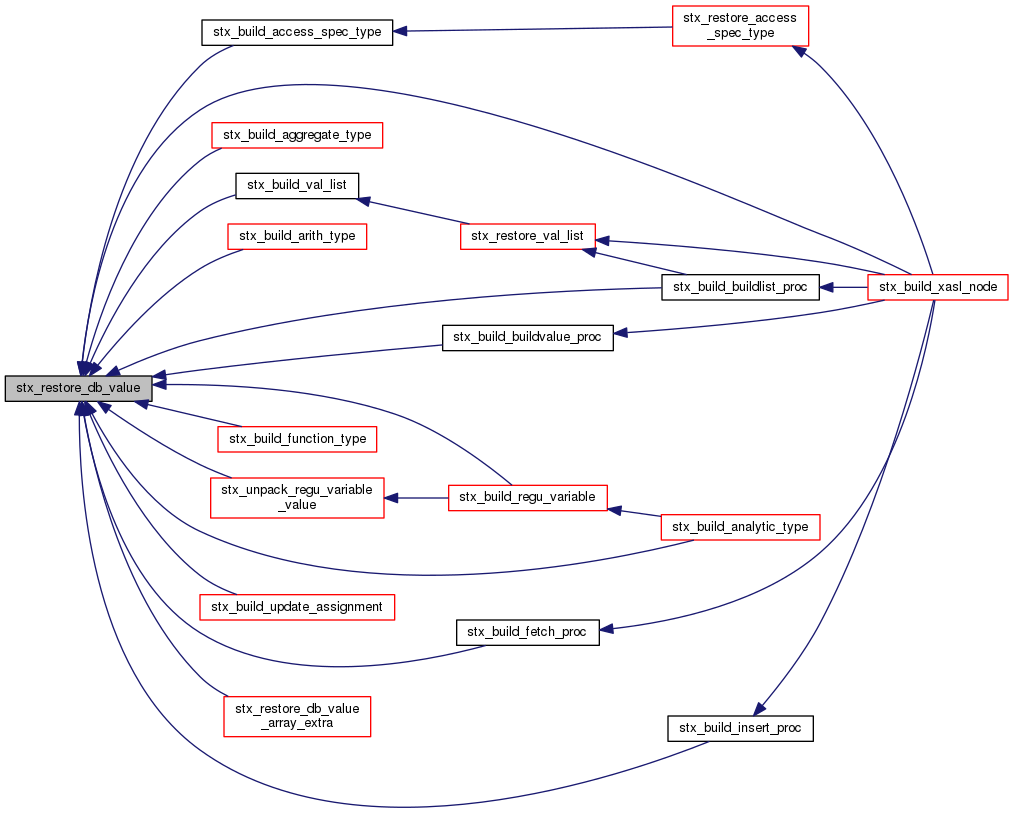 stx_restore_access
_spec_type
stx_build_access_spec_type
stx_build_aggregate_type
stx_build_val_list
stx_build_arith_type
stx_restore_val_list
stx_build_buildlist_proc
stx_build_xasl_node
stx_build_buildvalue_proc
stx_restore_db_value
stx_build_function_type
stx_unpack_regu_variable
_value
stx_build_regu_variable
stx_build_analytic_type
stx_build_update_assignment
stx_build_fetch_proc
stx_restore_db_value
_array_extra
stx_build_insert_proc